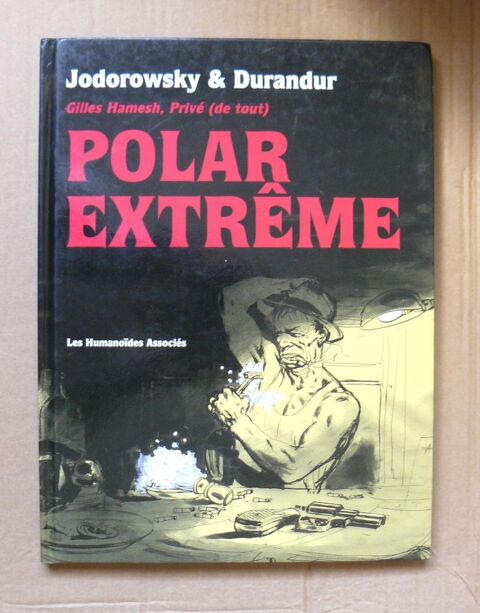 Jodorowsky & Durandur
Gilles Hamesh, Privé (de tout)
POLAR
EXTRÊME
Les Humanoïdes Associés